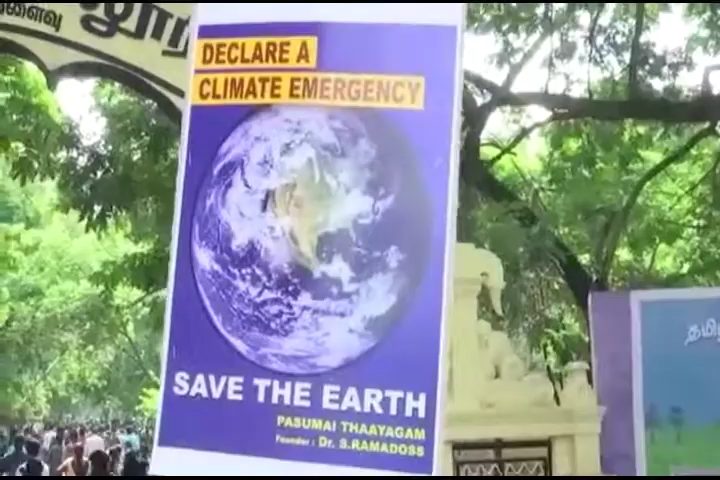 DECLARE A
CLIMATE EMERGENCY
SAVE THE EARTH
PASUMAI THAAYAGAM
Founder : Dr. S.RAMADOSS